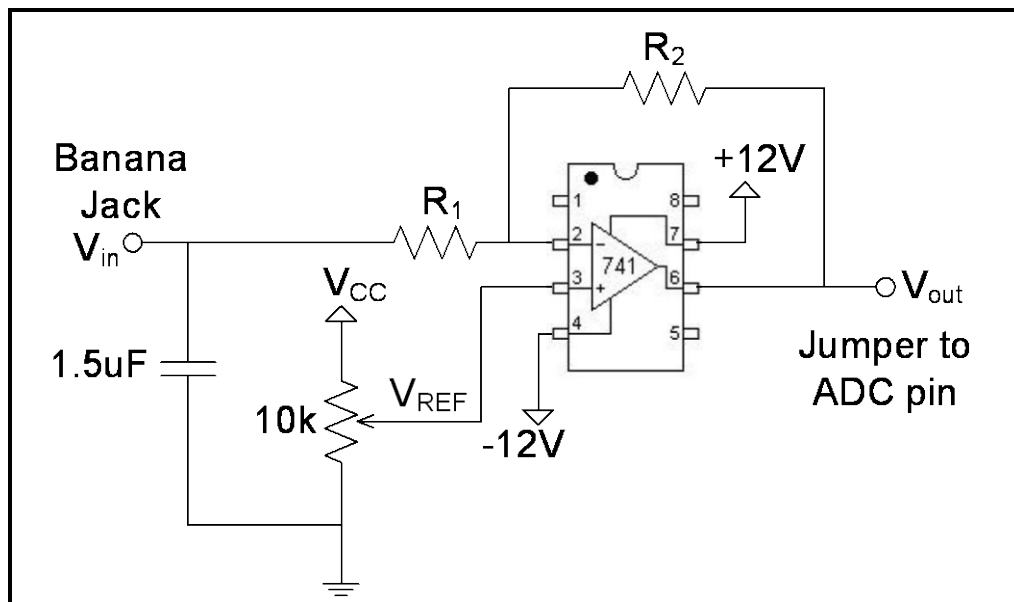 R2
Banana
Jack
Vin
R1
+12V
1
8
2
7
−
741
3
6
+
4
5
VCC
Vout
1.5uF
10k
VREF
-12V
Jumper to
ADC pin